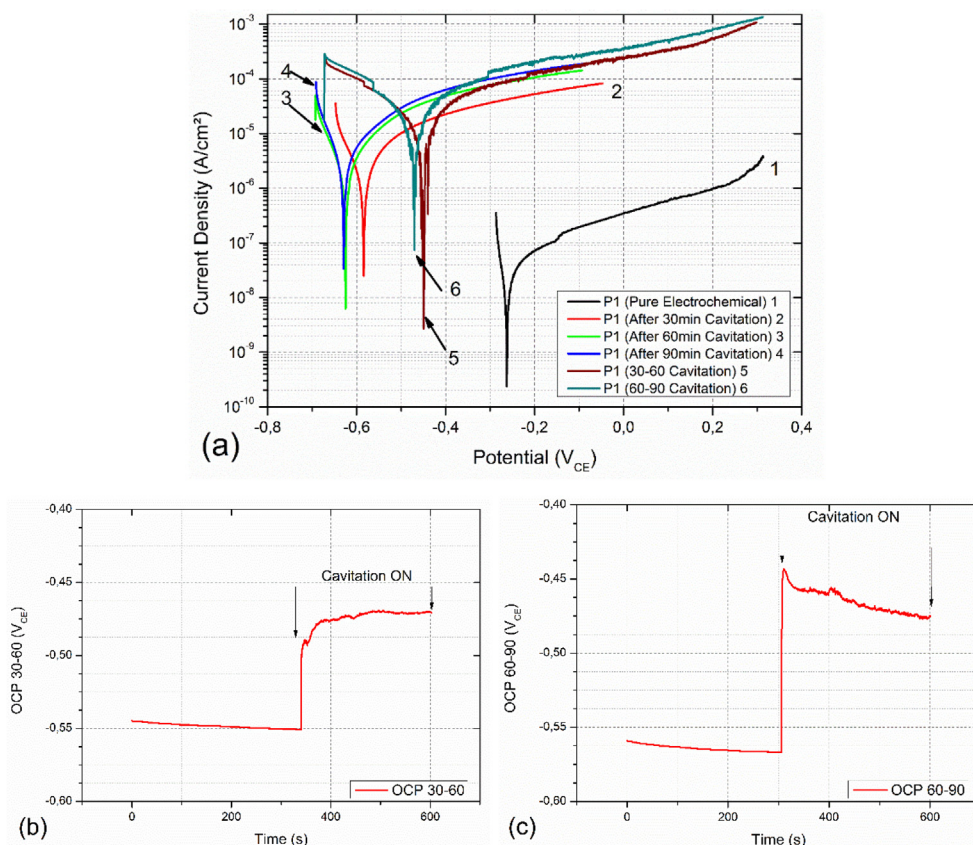 10⁻³
10⁻⁴
10⁻⁵
10⁻⁶
10⁻⁷
10⁻⁸
10⁻⁹
10⁻¹⁰
Current Density (A/cm²)
4
3
2
1
6
5
P1 (Pure Electrochemical) 1
P1 (After 30min Cavitation) 2
P1 (After 60min Cavitation) 3
P1 (After 90min Cavitation) 4
P1 (30-60 Cavitation) 5
P1 (60-90 Cavitation) 6
-0,8 -0,6 -0,4 -0,2 0,0 0,2 0,4
(a)
Potential (V_CE)
-0,40
-0,45
-0,50
-0,55
-0,60
OCP 30-60 (V_CE)
Cavitation ON
OCP 30-60
0 200 400 600
(b)
Time (s)
-0,40
-0,45
-0,50
-0,55
-0,60
OCP 60-90 (V_CE)
Cavitation ON
OCP 60-90
0 200 400 600
(c)
Time (s)